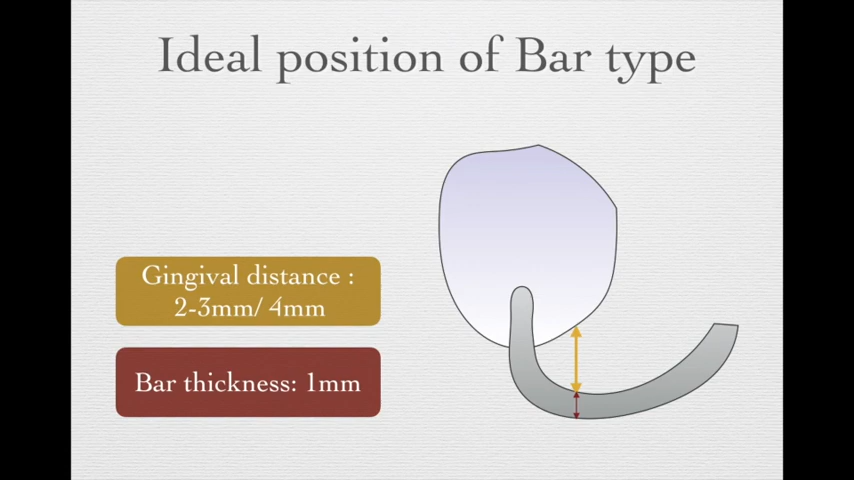 Ideal position of Bar type
Gingival distance :
2-3mm/ 4mm
Bar thickness: 1mm